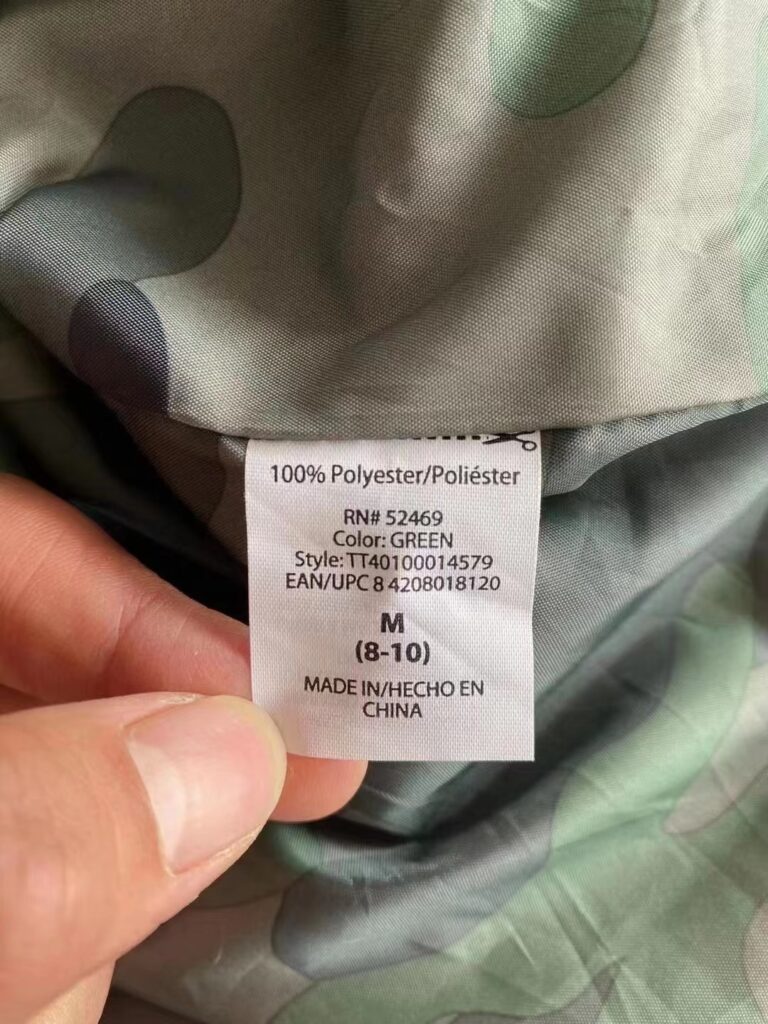 100% Polyester/Poliéster
RN# 52469
Color: GREEN
Style: TT40100014579
EAN/UPC 8 4208018120
M
(8-10)
MADE IN/HECHO EN
CHINA